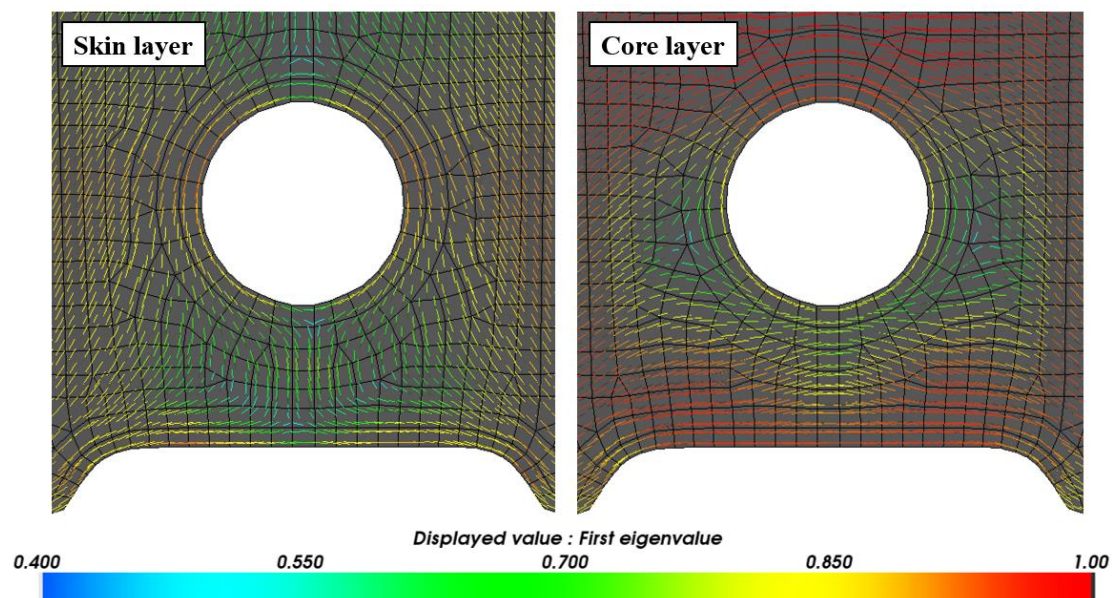 Skin layer
Core layer
Displayed value : First eigenvalue
0.400 0.550 0.700 0.850 1.00